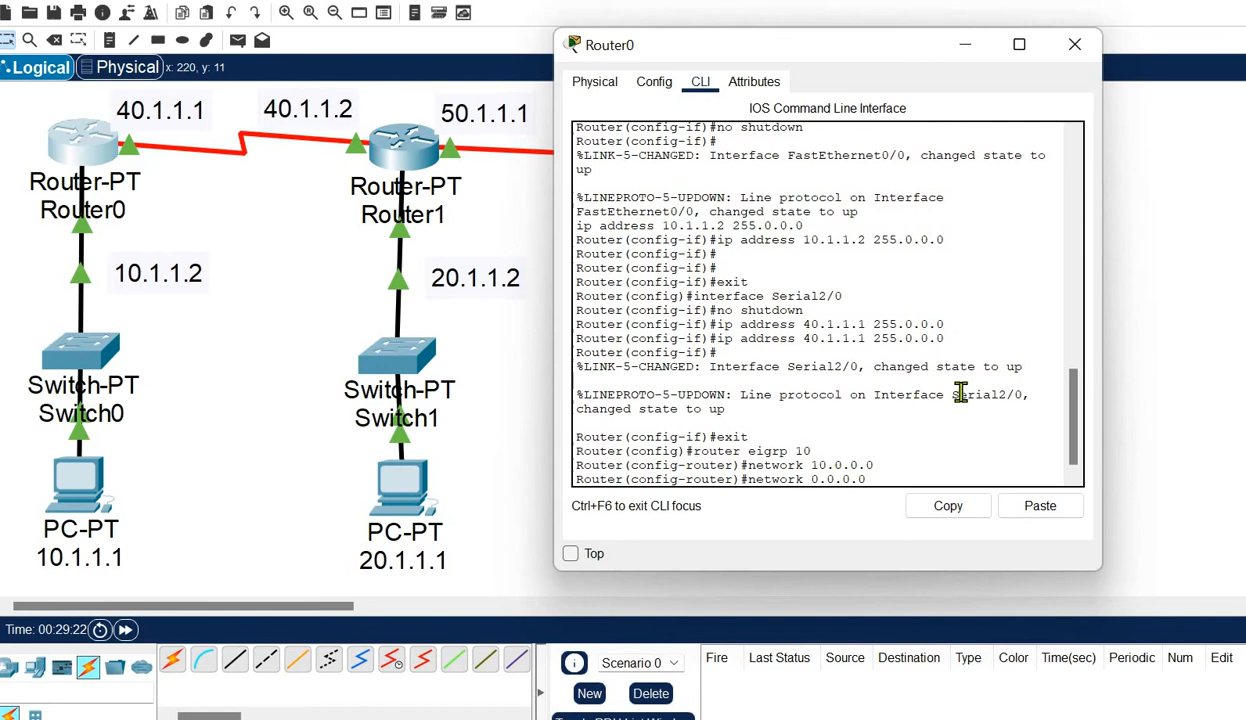 Logical
Physical
x: 220, y: 11
40.1.1.1
40.1.1.2
50.1.1.1
Router-PT
Router0
Router-PT
Router1
10.1.1.2
20.1.1.2
Switch-PT
Switch0
Switch-PT
Switch1
PC-PT
10.1.1.1
PC-PT
20.1.1.1
Router0
Physical
Config
CLI
Attributes
IOS Command Line Interface
Router(config-if)#no shutdown
Router(config-if)#
%LINK-5-CHANGED: Interface FastEthernet0/0, changed state to
up
%LINEPROTO-5-UPDOWN: Line protocol on Interface
FastEthernet0/0, changed state to up
ip address 10.1.1.2 255.0.0.0
Router(config-if)#ip address 10.1.1.2 255.0.0.0
Router(config-if)#
Router(config-if)#
Router(config-if)#exit
Router(config)#interface Serial2/0
Router(config-if)#no shutdown
Router(config-if)#ip address 40.1.1.1 255.0.0.0
Router(config-if)#ip address 40.1.1.1 255.0.0.0
Router(config-if)#
%LINK-5-CHANGED: Interface Serial2/0, changed state to up
%LINEPROTO-5-UPDOWN: Line protocol on Interface Serial2/0,
changed state to up
Router(config-if)#exit
Router(config)#router eigrp 10
Router(config-router)#network 10.0.0.0
Router(config-router)#network 0.0.0.0
Ctrl+F6 to exit CLI focus
Copy
Paste
Top
Time: 00:29:22
Scenario 0
New
Delete
Fire
Last Status
Source
Destination
Type
Color
Time(sec)
Periodic
Num
Edit